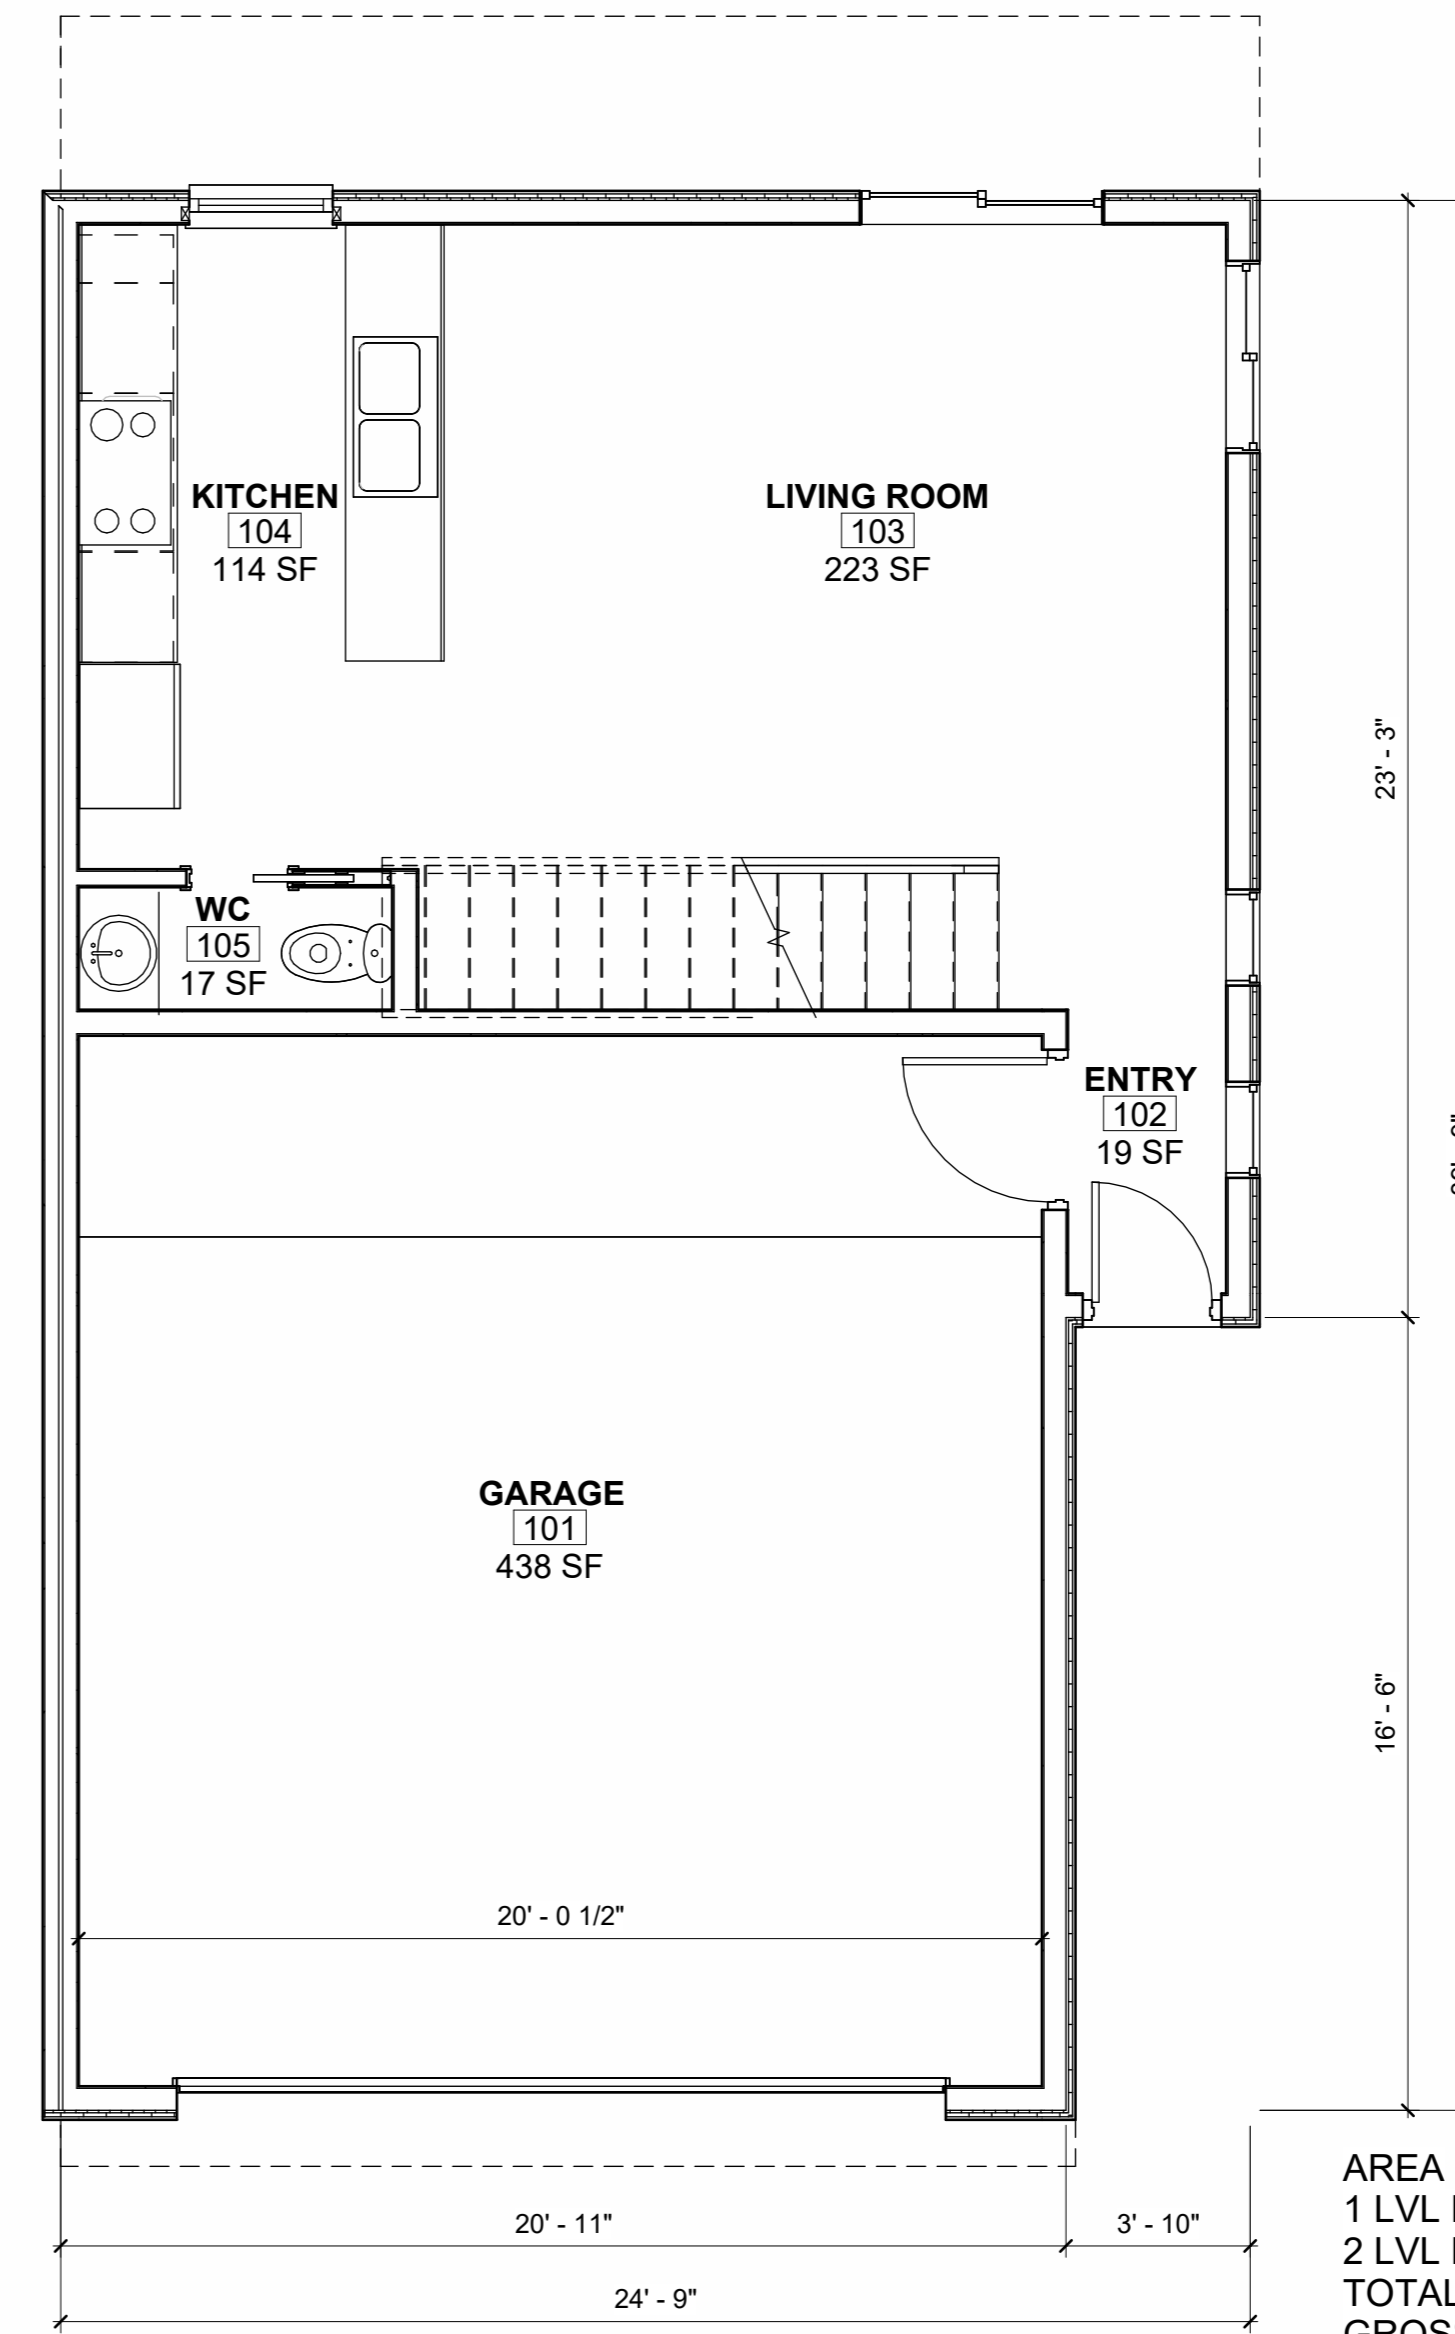 KITCHEN
104
114 SF
LIVING ROOM
103
223 SF
23' - 3"
WC
105
17 SF
ENTRY
102
19 SF
GARAGE
101
438 SF
16' - 6"
20' - 0 1/2"
20' - 11"
3' - 10"
24' - 9"
AREA
1 LVL
2 LVL
TOTAL